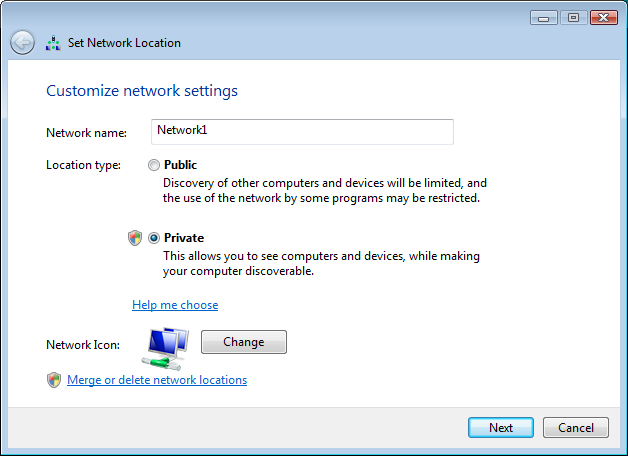 Set Network Location
Customize network settings
Network name: Network1
Location type: Public
Discovery of other computers and devices will be limited, and
the use of the network by some programs may be restricted.
Private
This allows you to see computers and devices, while making
your computer discoverable.
Help me choose
Network Icon: Change
Merge or delete network locations
Next Cancel